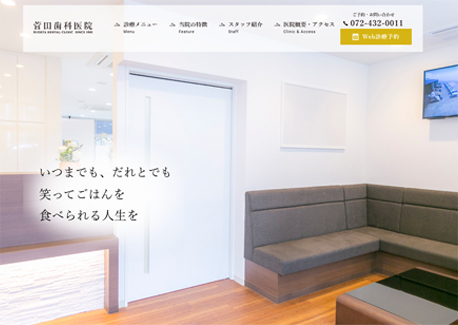 菅田歯科医院
SUGATA DENTAL CLINIC SINCE 1980
診療メニュー
Menu
当院の特徴
Feature
スタッフ紹介
Staff
医院概要・アクセス
Clinic & Access
ご予約・お問い合わせ
072-432-0011
Web診療予約
いつまでも、だれとでも
笑ってごはんを
食べられる人生を